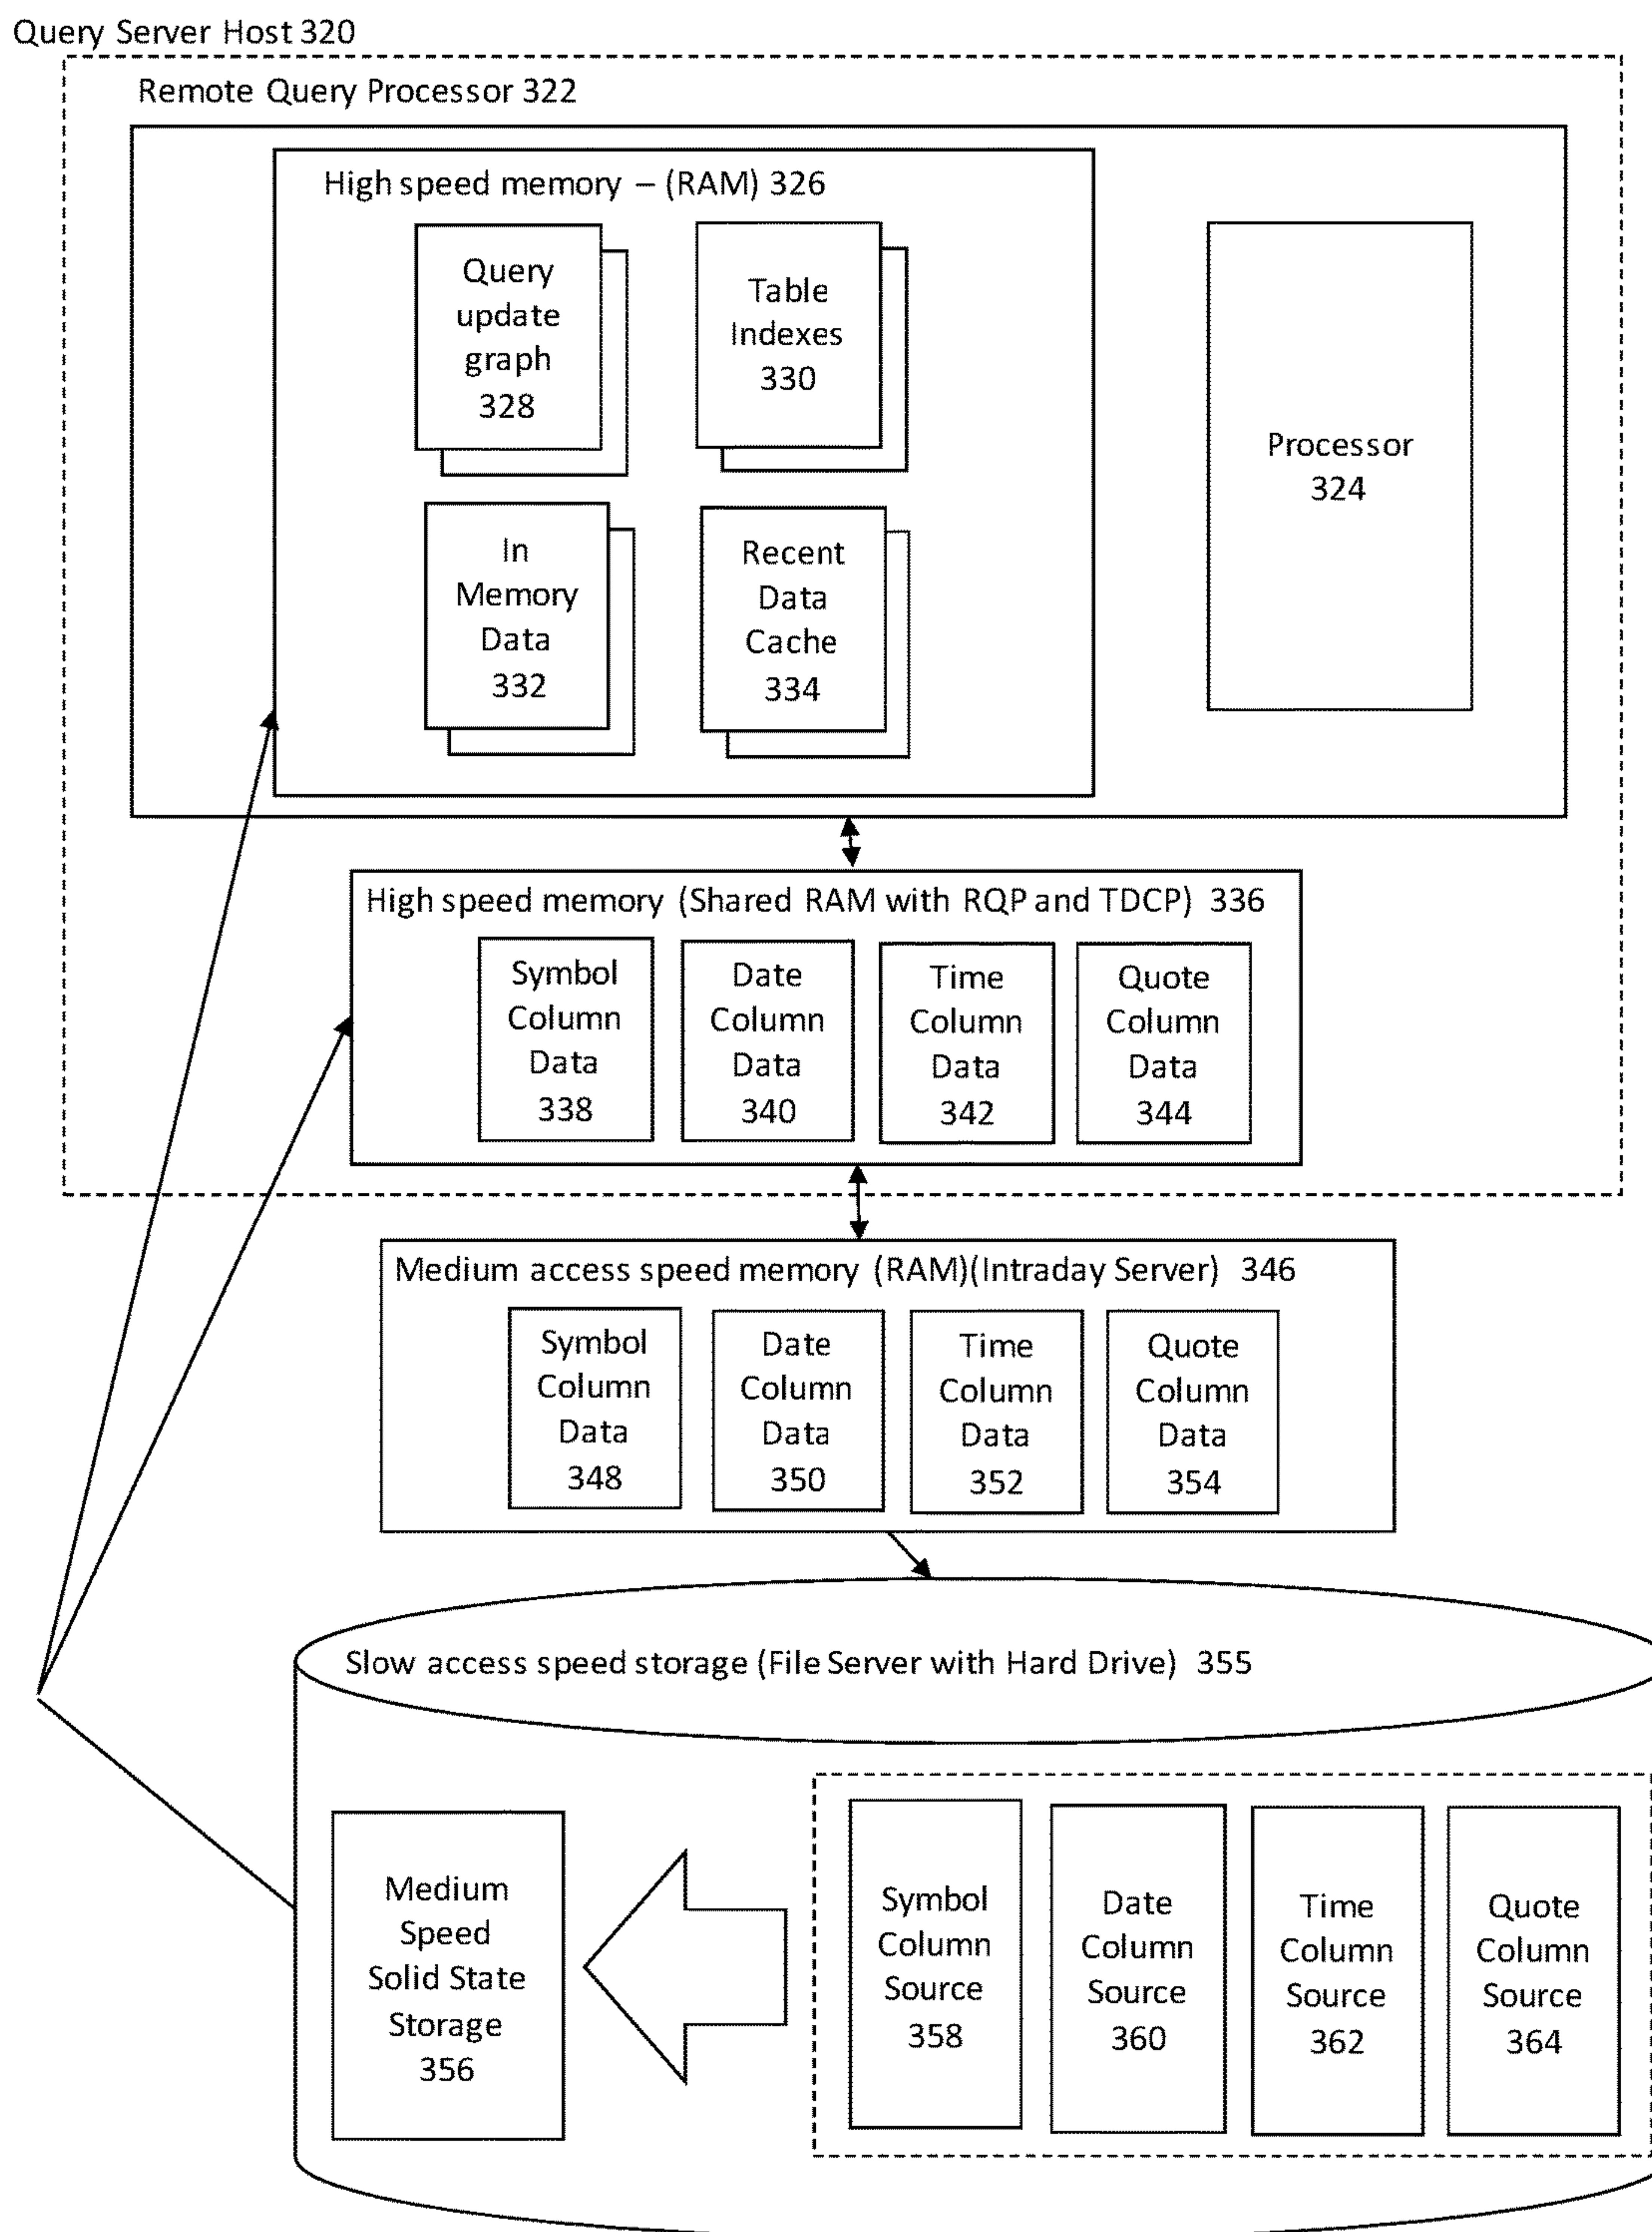 Query Server Host 320
Remote Query Processor 322
High speed memory – (RAM) 326
Query
update
graph
328
Table
Indexes
330
Processor
324
In
Memory
Data
332
Recent
Data
Cache
334
High speed memory (Shared RAM with RQP and TDCP) 336
Symbol
Column
Data
338
Date
Column
Data
340
Time
Column
Data
342
Quote
Column
Data
344
Medium access speed memory (RAM)(Intraday Server) 346
Symbol
Column
Data
348
Date
Column
Data
350
Time
Column
Data
352
Quote
Column
Data
354
Slow access speed storage (File Server with Hard Drive) 355
Medium
Speed
Solid State
Storage
356
Symbol
Column
Source
358
Date
Column
Source
360
Time
Column
Source
362
Quote
Column
Source
364